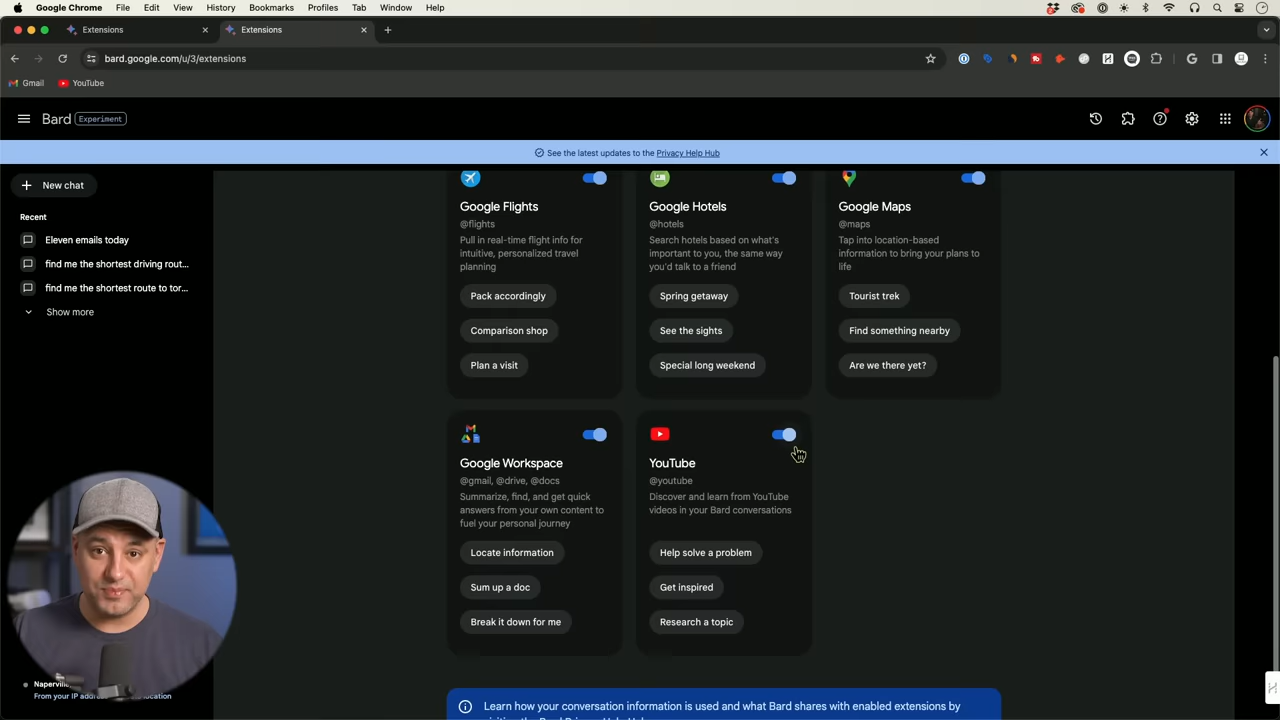 Google Chrome File Edit View History Bookmarks Profiles Tab Window Help
Extensions Extensions
bard.google.com/u/3/extensions
Gmail YouTube
Bard Experiment
See the latest updates to the Privacy Help Hub
New chat
Recent
Eleven emails today
find me the shortest driving rout...
find me the shortest route to tor...
Show more
Google Flights
@flights
Pull in real-time flight info for
intuitive, personalized travel
planning
Pack accordingly
Comparison shop
Plan a visit
Google Hotels
@hotels
Search hotels based on what's
important to you, the same way
you'd talk to a friend
Spring getaway
See the sights
Special long weekend
Google Maps
@maps
Tap into location-based
information to bring your plans to
life
Tourist trek
Find something nearby
Are we there yet?
Google Workspace
@gmail, @drive, @docs
Summarize, find, and get quick
answers from your own content to
fuel your personal journey
Locate information
Sum up a doc
Break it down for me
YouTube
@youtube
Discover and learn from YouTube
videos in your Bard conversations
Help solve a problem
Get inspired
Research a topic
From your IP
Learn how your conversation information is used and what Bard shares with enabled extensions by